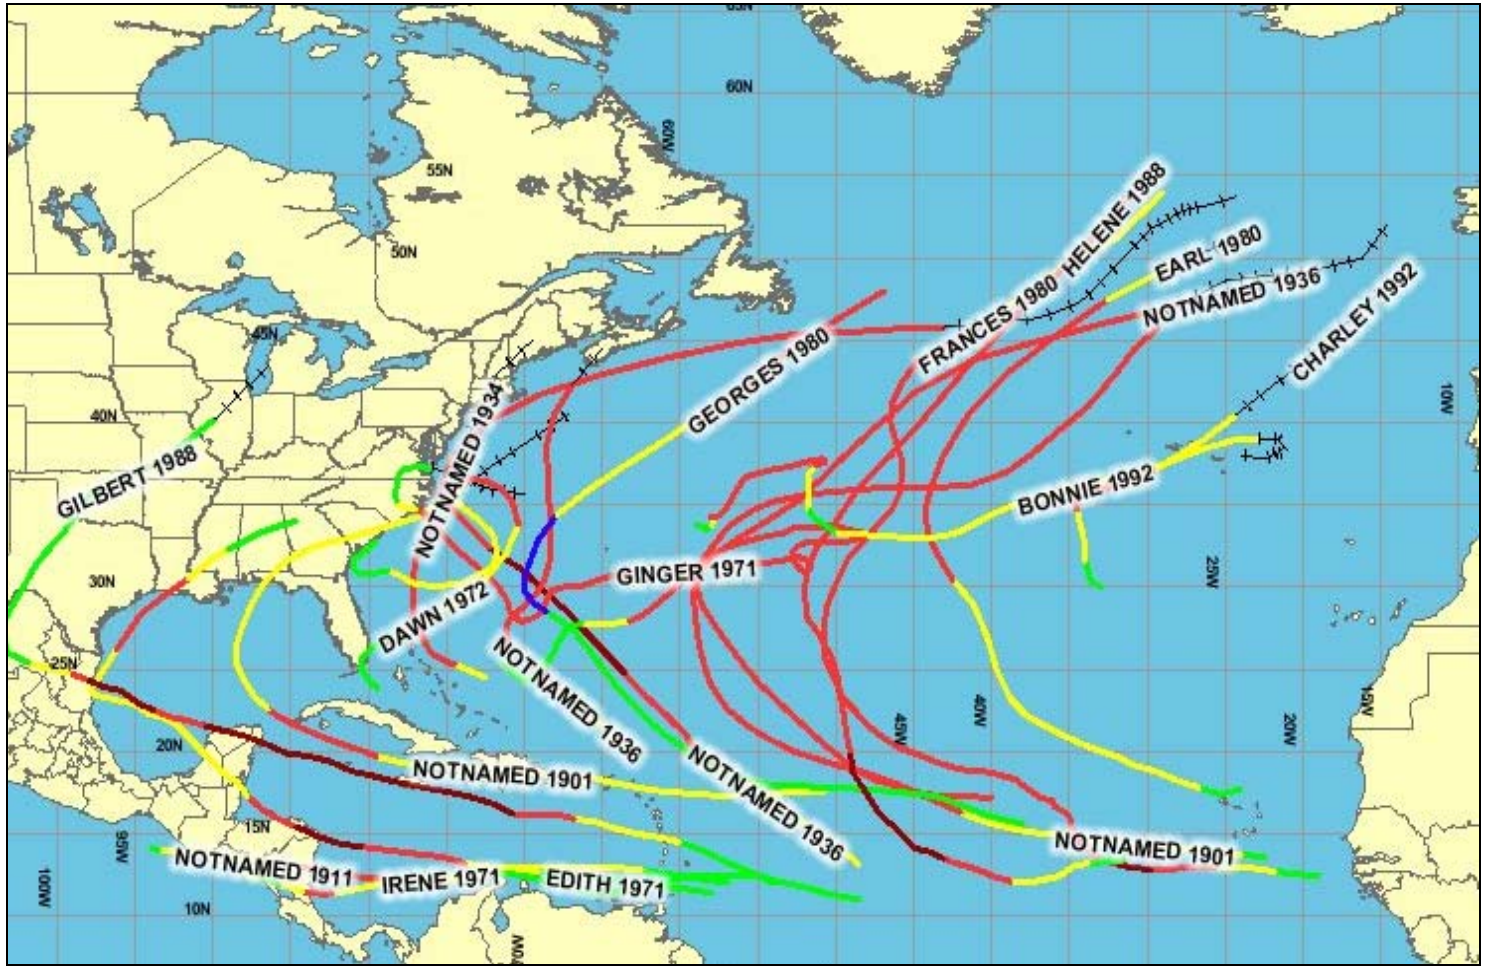 65N
60N
60W
55N
50N
HELENE 1988
EARL 1980
FRANCES 1980
NOTNAMED 1936
CHARLEY 1992
45N
GEORGES 1980
NOTNAMED 1934
10W
40N
GILBERT 1988
BONNIE 1992
30N
GINGER 1971
25W
DAWN 1972
25N
NOTNAMED 1936
45W
40W
15W
20W
20N
NOTNAMED 1901
NOTNAMED 1936
15N
95W
NOTNAMED 1901
NOTNAMED 1911
IRENE 1971
EDITH 1971
100W
10N